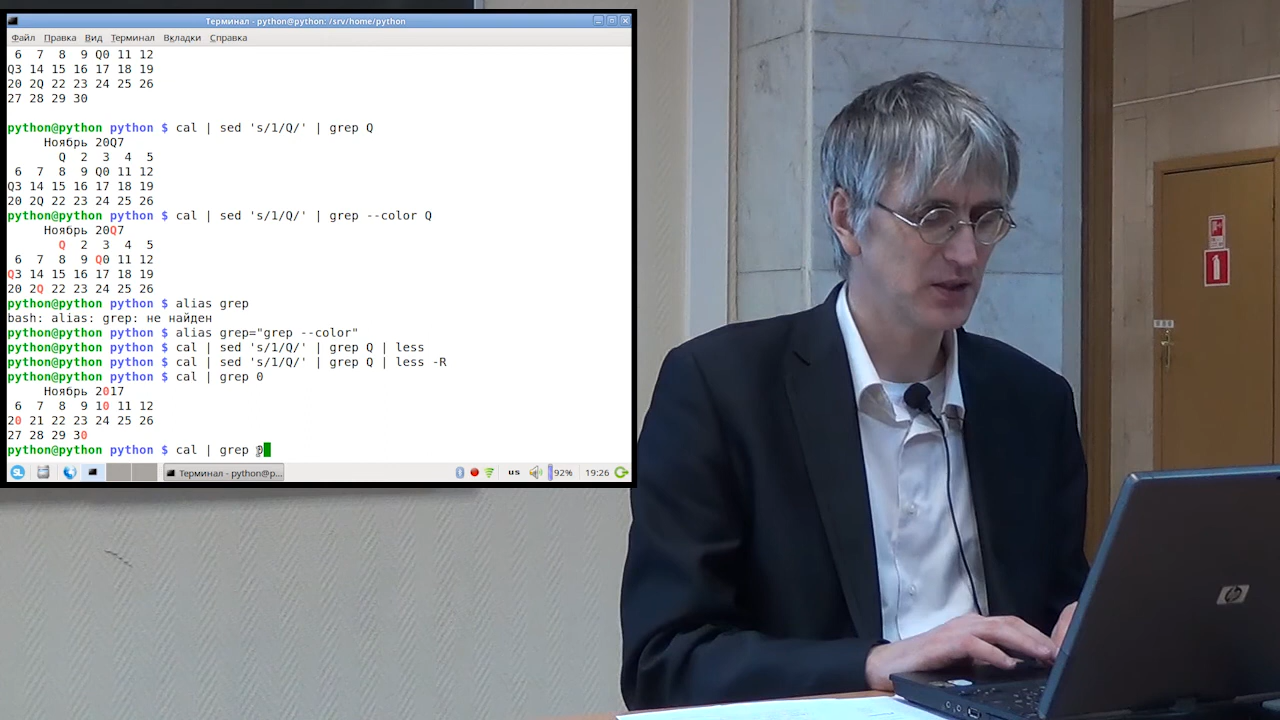 Терминал - python@python: /srv/home/python
Файл Правка Вид Терминал Вкладки Справка
6 7 8 9 Q0 11 12
Q3 14 15 16 17 18 19
20 2Q 22 23 24 25 26
27 28 29 30
python@python python $ cal | sed 's/1/Q/' | grep Q
Ноябрь 20Q7
Q 2 3 4 5
6 7 8 9 Q0 11 12
Q3 14 15 16 17 18 19
20 2Q 22 23 24 25 26
python@python python $ cal | sed 's/1/Q/' | grep --color Q
Ноябрь 20Q7
Q 2 3 4 5
6 7 8 9 Q0 11 12
Q3 14 15 16 17 18 19
20 2Q 22 23 24 25 26
python@python python $ alias grep
bash: alias: grep: не найден
python@python python $ alias grep="grep --color"
python@python python $ cal | sed 's/1/Q/' | grep Q | less
python@python python $ cal | sed 's/1/Q/' | grep Q | less -R
python@python python $ cal | grep 0
Ноябрь 2017
6 7 8 9 10 11 12
20 21 22 23 24 25 26
27 28 29 30
python@python python $ cal | grep
Терминал - python@p...
us 92% 19:26
hp